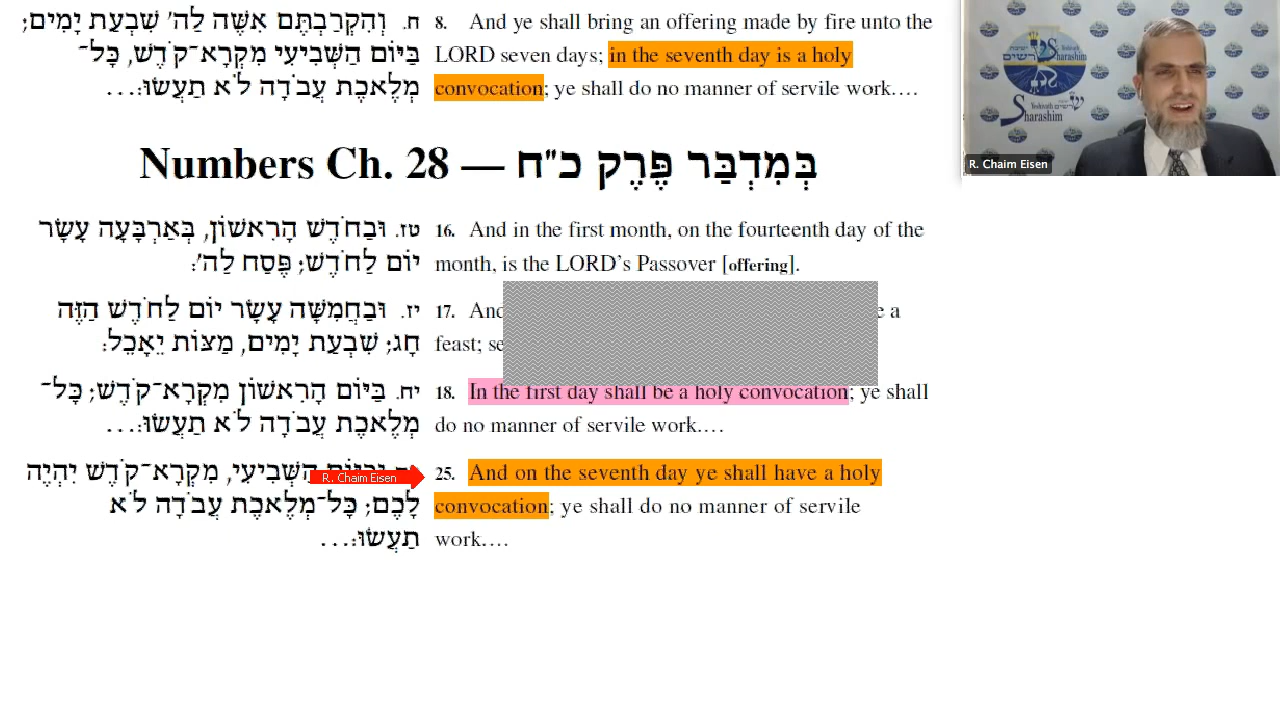 ח. וְהִקְרַבְתֶּם אִשֶּׁה לַה' שִׁבְעַת יָמִים;
בַּיּוֹם הַשְּׁבִיעִי מִקְרָא־קֹדֶשׁ, כָּל־
מְלֶאכֶת עֲבֹדָה לֹא תַעֲשׂוּ:...
8. And ye shall bring an offering made by fire unto the
LORD seven days; in the seventh day is a holy
convocation; ye shall do no manner of servile work....
Numbers Ch. 28 — בְּמִדְבַּר פֶּרֶק כ"ח
טז. וּבַחֹדֶשׁ הָרִאשׁוֹן, בְּאַרְבָּעָה עָשָׂר
יוֹם לַחֹדֶשׁ; פֶּסַח לַה':
16. And in the first month, on the fourteenth day of the
month, is the LORD's Passover [offering].
יז. וּבַחֲמִשָּׁה עָשָׂר יוֹם לַחֹדֶשׁ הַזֶּה
חָג; שִׁבְעַת יָמִים, מַצּוֹת יֵאָכֵל:
17. And a
feast;
יח. בַּיּוֹם הָרִאשׁוֹן מִקְרָא־קֹדֶשׁ; כָּל־
מְלֶאכֶת עֲבֹדָה לֹא תַעֲשׂוּ:...
18. In the first day shall be a holy convocation; ye shall
do no manner of servile work....
הַשְּׁבִיעִי, מִקְרָא־קֹדֶשׁ יִהְיֶה
לָכֶם; כָּל־מְלֶאכֶת עֲבֹדָה לֹא
תַעֲשׂוּ:...
R. Chaim Eisen
25. And on the seventh day ye shall have a holy
convocation; ye shall do no manner of servile
work....
Yeshivath
Sharashim
שרשים
Yeshivath
Sharashim
R. Chaim Eisen